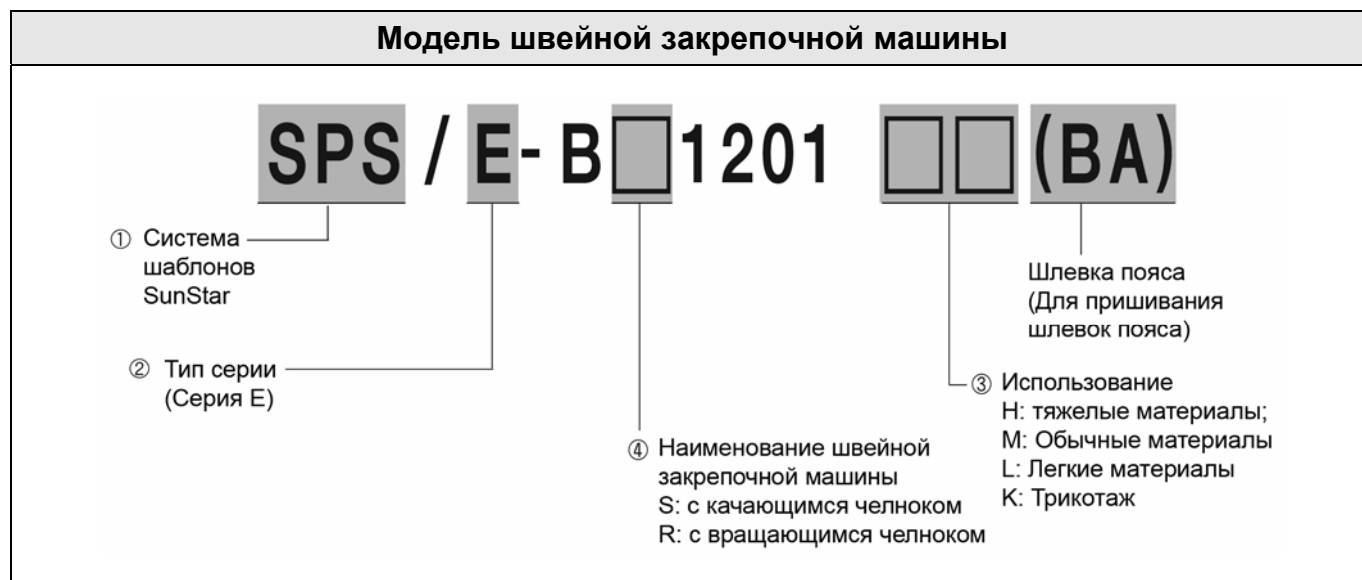 Модель швейной закрепочной машины
SPS / E - B□1201 □□(BA)
① Система
шаблонов
SunStar
② Тип серии
(Серия E)
④ Наименование швейной
закрепочной машины
S: с качающимся челноком
R: с вращающимся челноком
③ Использование
H: тяжелые материалы;
M: Обычные материалы
L: Легкие материалы
K: Трикотаж
Шлевка пояса
(Для пришивания
шлевок пояса)